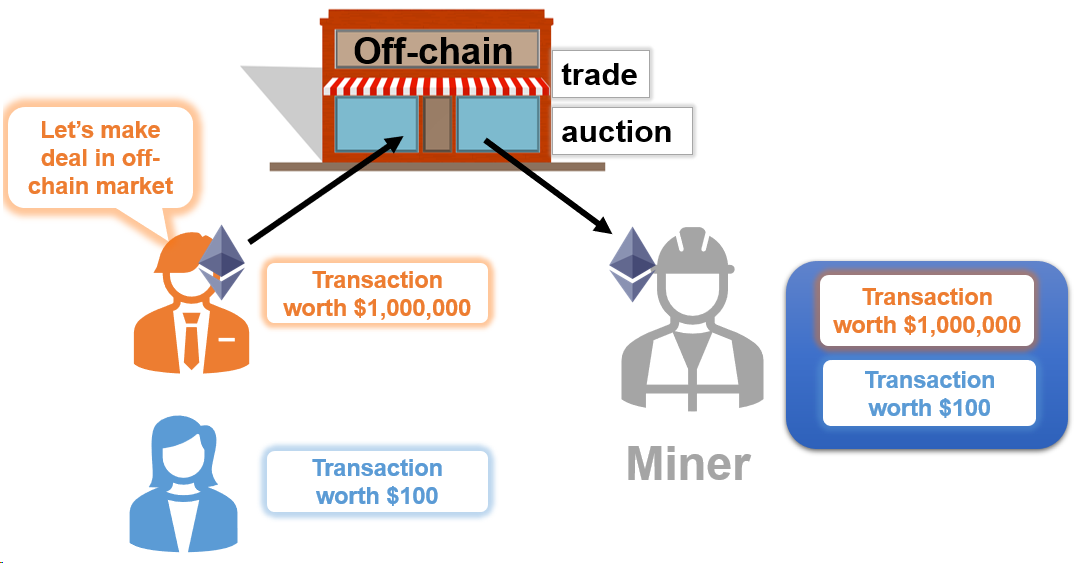 Off-chain
trade
auction
Let’s make
deal in off-
chain market
Transaction
worth $1,000,000
Transaction
worth $1,000,000
Transaction
worth $100
Miner
Transaction
worth $100